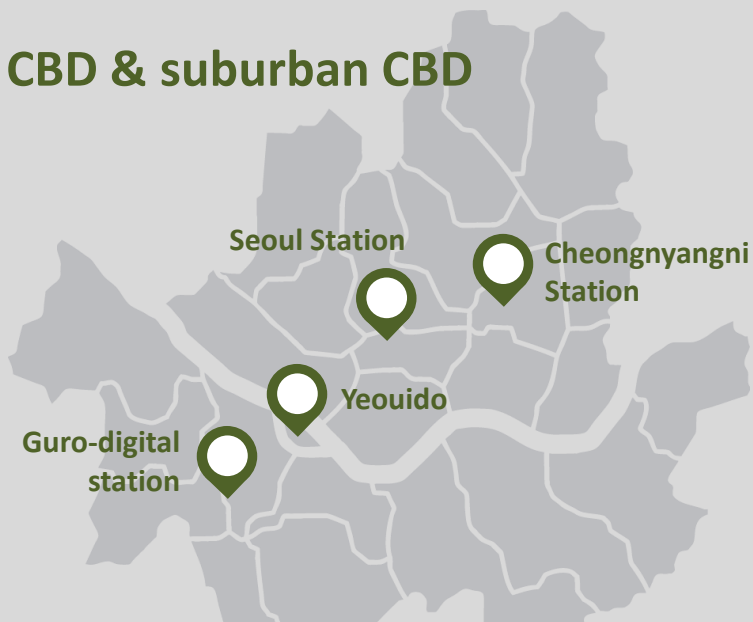 CBD & suburban CBD
Seoul Station
Cheongnyangni
Station
Yeouido
Guro-digital
station